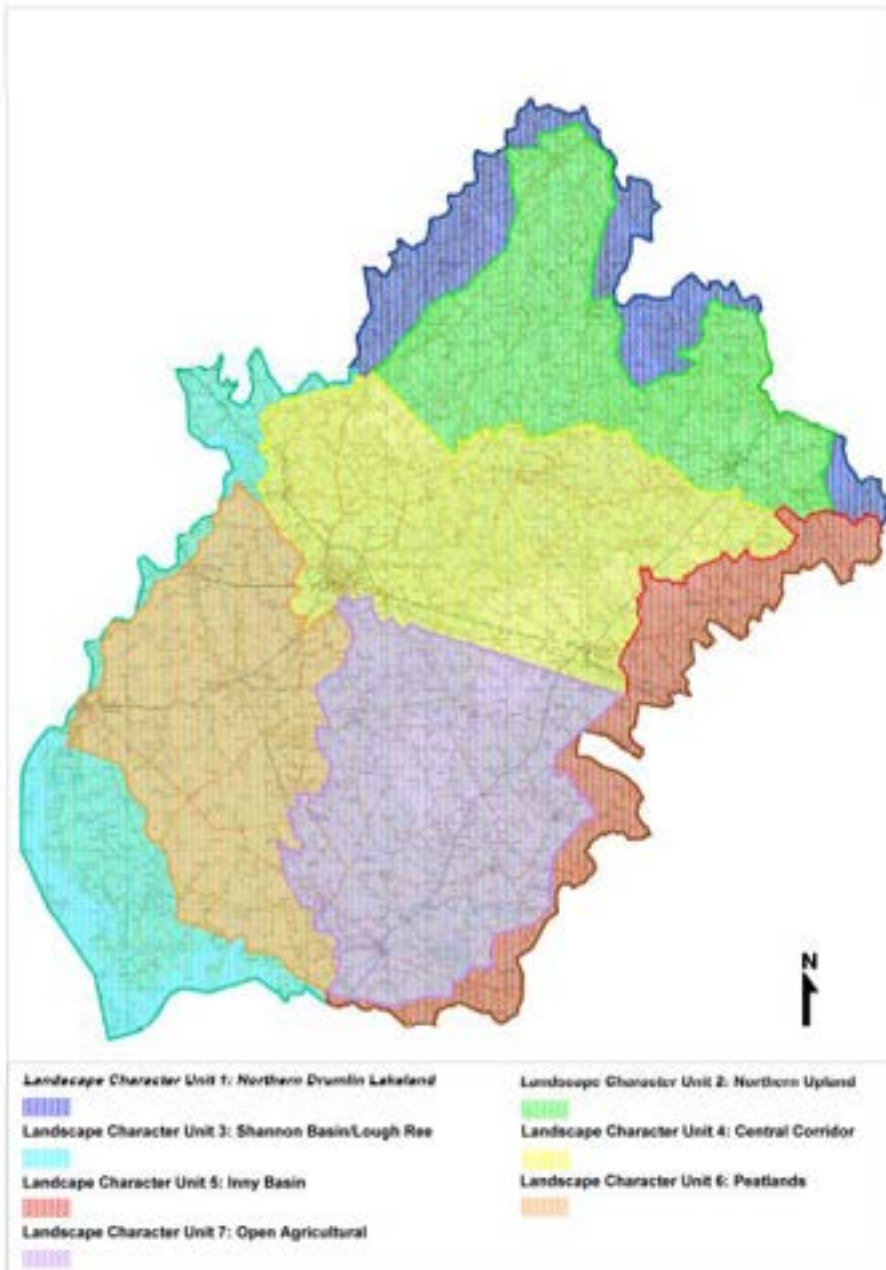 N
Landscape Character Unit 1: Northern Drumlin Lakeland
Landscape Character Unit 2: Northern Upland
Landscape Character Unit 3: Shannon Basin/Lough Ree
Landscape Character Unit 4: Central Corridor
Landcape Character Unit 5: Inny Basin
Landscape Character Unit 6: Peatlands
Landscape Character Unit 7: Open Agricultural